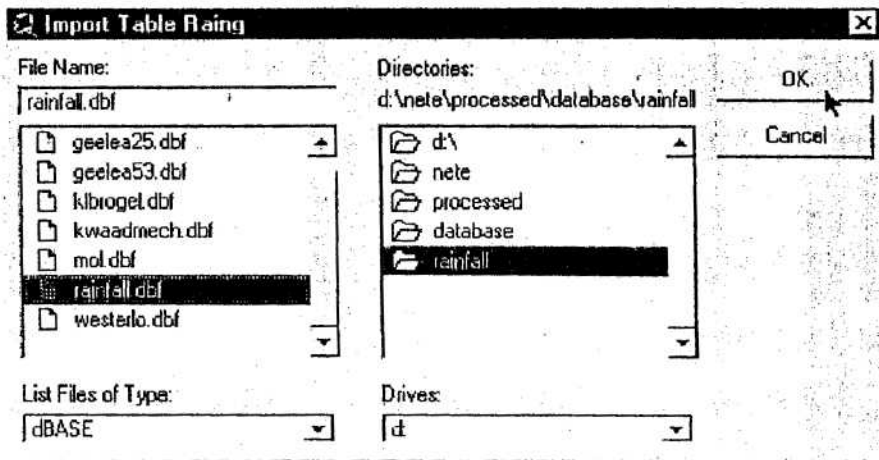 Import Table Raing
File Name:
rainfall.dbf
geelea25.dbf
geelea53.dbf
klbrogel.dbf
kwaadmech.dbf
mol.dbf
rainfall.dbf
westerlo.dbf
List Files of Type:
dBASE
Directories:
d:\nete\processed\database\rainfall
d:\
nete
processed
database
rainfall
Drives:
d:
OK
Cancel